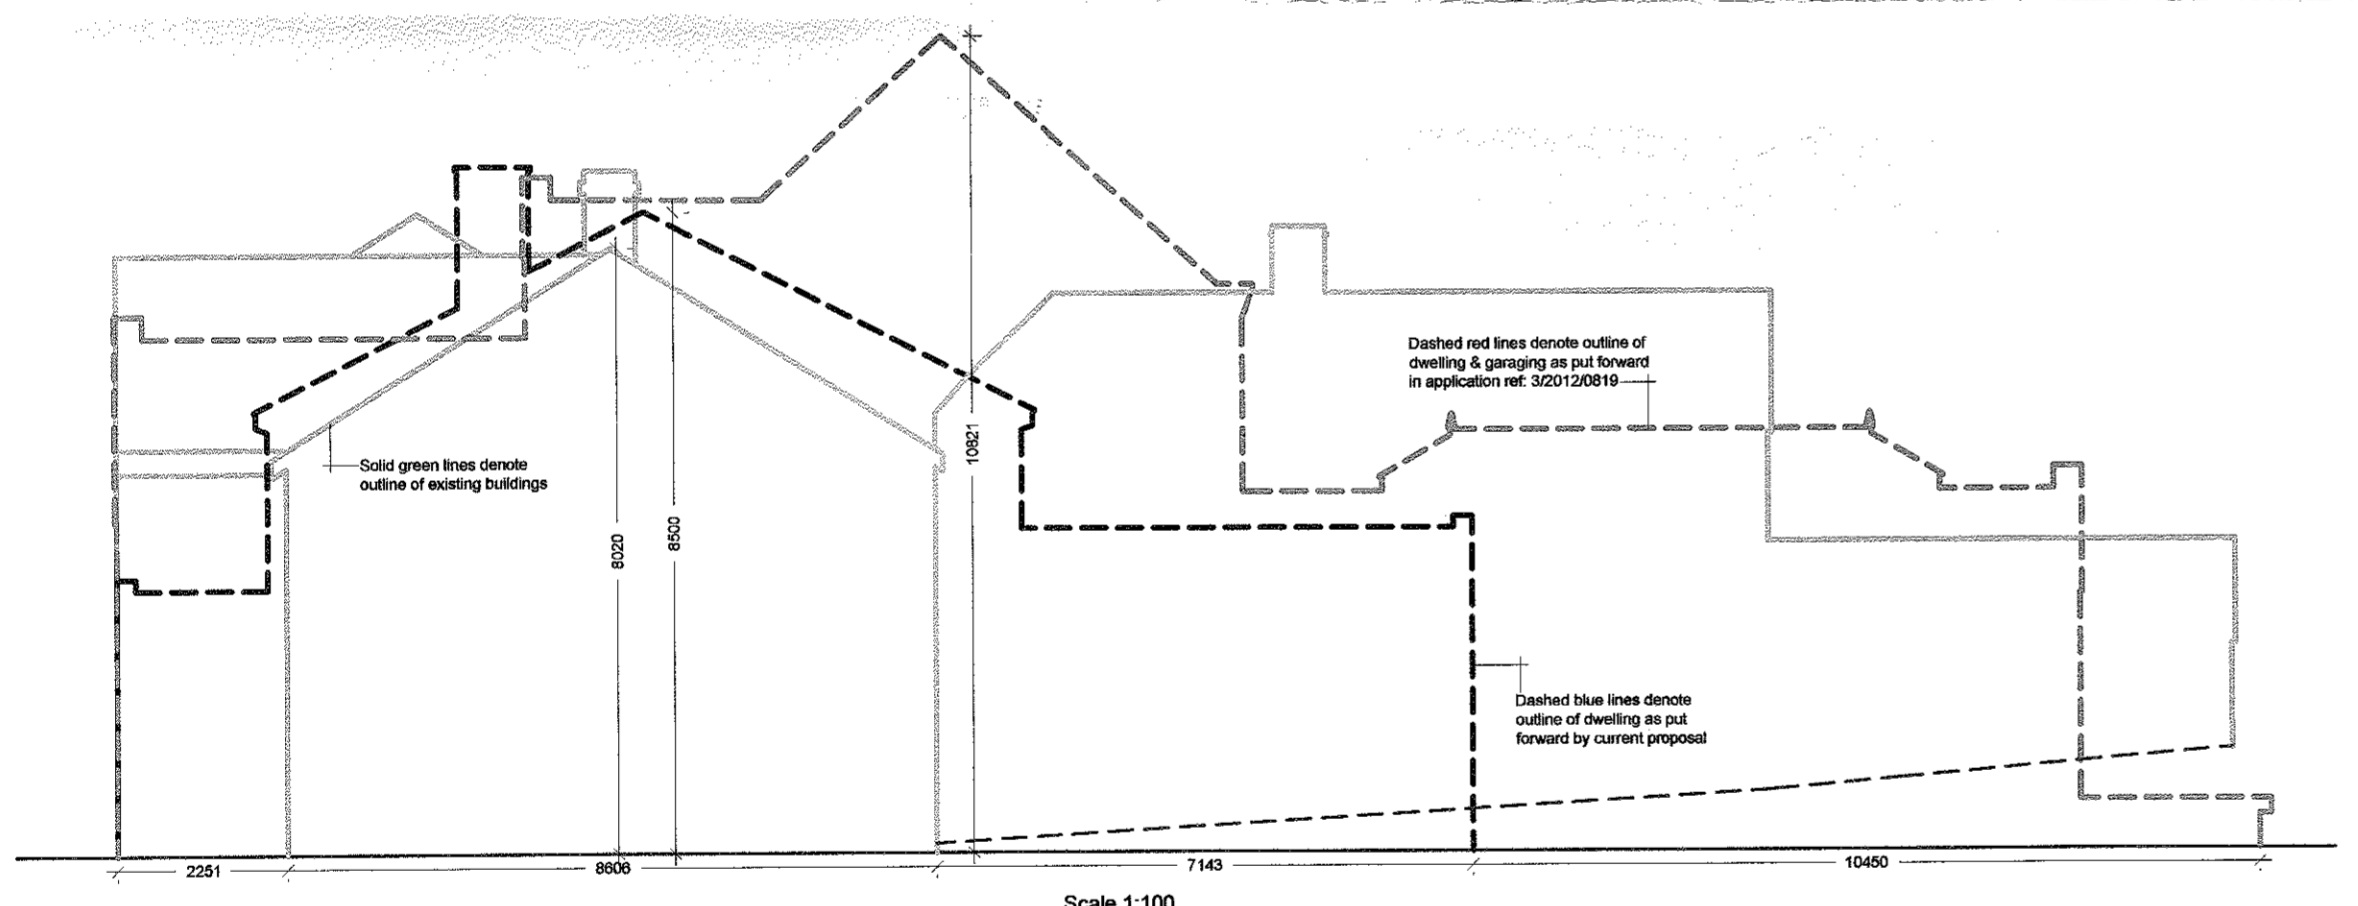 Dashed red lines denote outline of
dwelling & garaging as put forward
in application ref: 3/2012/0819
Solid green lines denote
outline of existing buildings
10821
8020
8500
Dashed blue lines denote
outline of dwelling as put
forward by current proposal
2251
8606
7143
10450
Scale 1:100